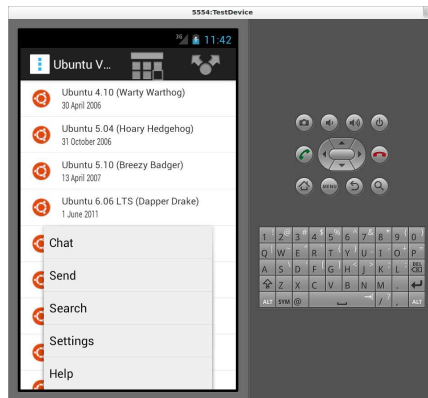 5554:TestDevice
3G 11:42
Ubuntu V...
Ubuntu 4.10 (Warty Warthog)
30 April 2006
Ubuntu 5.04 (Hoary Hedgehog)
31 October 2006
Ubuntu 5.10 (Breezy Badger)
13 April 2007
Ubuntu 6.06 LTS (Dapper Drake)
1 June 2011
Chat
Send
Search
Settings
Help
MENU
1 2 @ 3 # 4 $ 5 % 6 ^ 7 & 8 * 9 ( 0 )
Q W E R T Y U I O P
A S D F G H J K L DEL
Z X C V B N M .
ALT SYM @ / ? , ALT